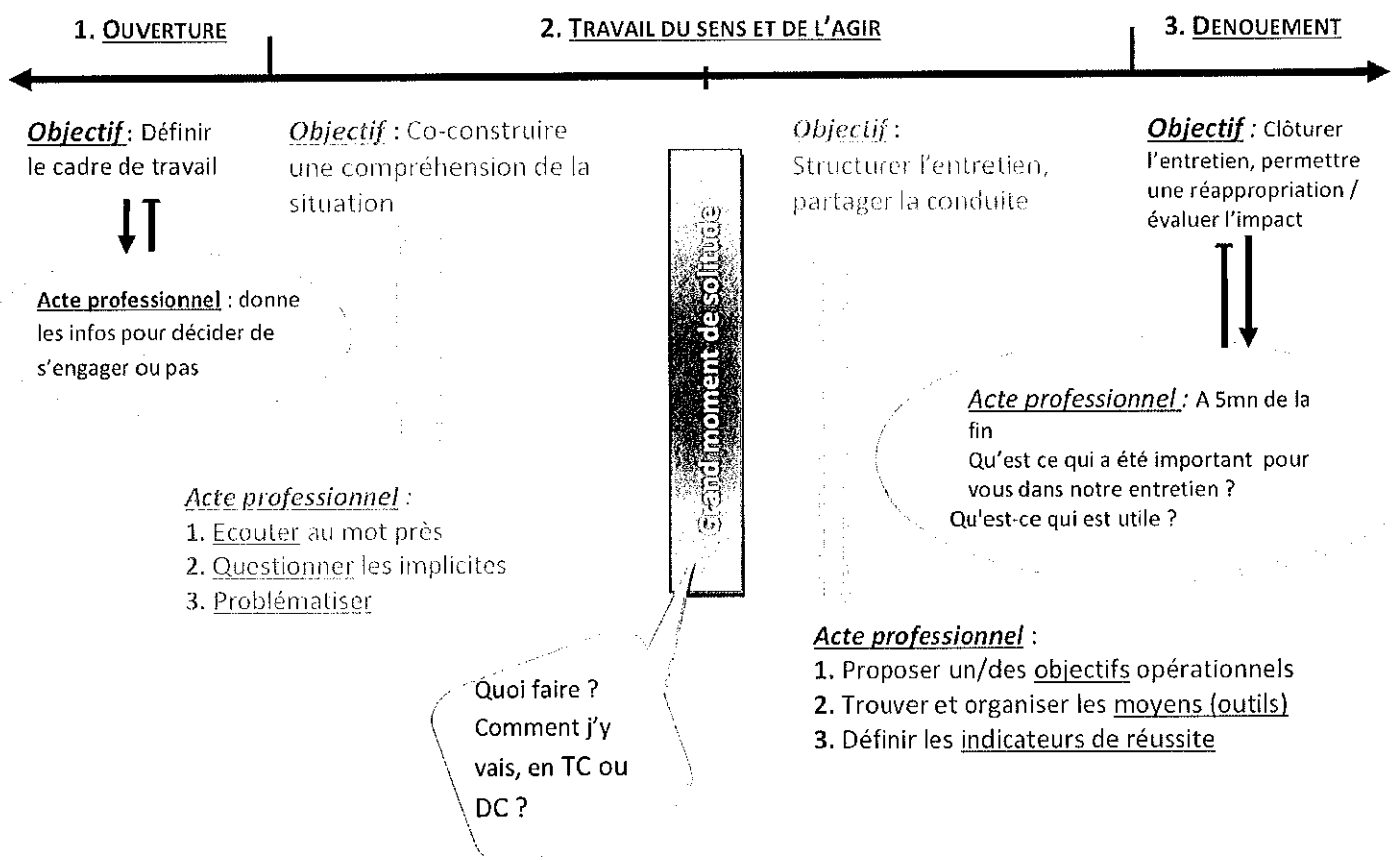 1. OUVERTURE
2. TRAVAIL DU SENS ET DE L'AGIR
3. DENOUEMENT
Objectif : Définir
le cadre de travail
Acte professionnel : donne
les infos pour décider de
s'engager ou pas
Objectif : Co-construire
une compréhension de la
situation
Acte professionnel :
1. Ecouter au mot près
2. Questionner les implicites
3. Problématiser
Grand moment de solitude
Quoi faire ?
Comment j'y
vais, en TC ou
DC ?
Objectif :
Structurer l'entretien,
partager la conduite
Acte professionnel :
1. Proposer un/des objectifs opérationnels
2. Trouver et organiser les moyens (outils)
3. Définir les indicateurs de réussite
Objectif : Clôturer
l'entretien, permettre
une réappropriation /
évaluer l'impact
Acte professionnel : A 5mn de la
fin
Qu'est ce qui a été important pour
vous dans notre entretien ?
Qu'est-ce qui est utile ?